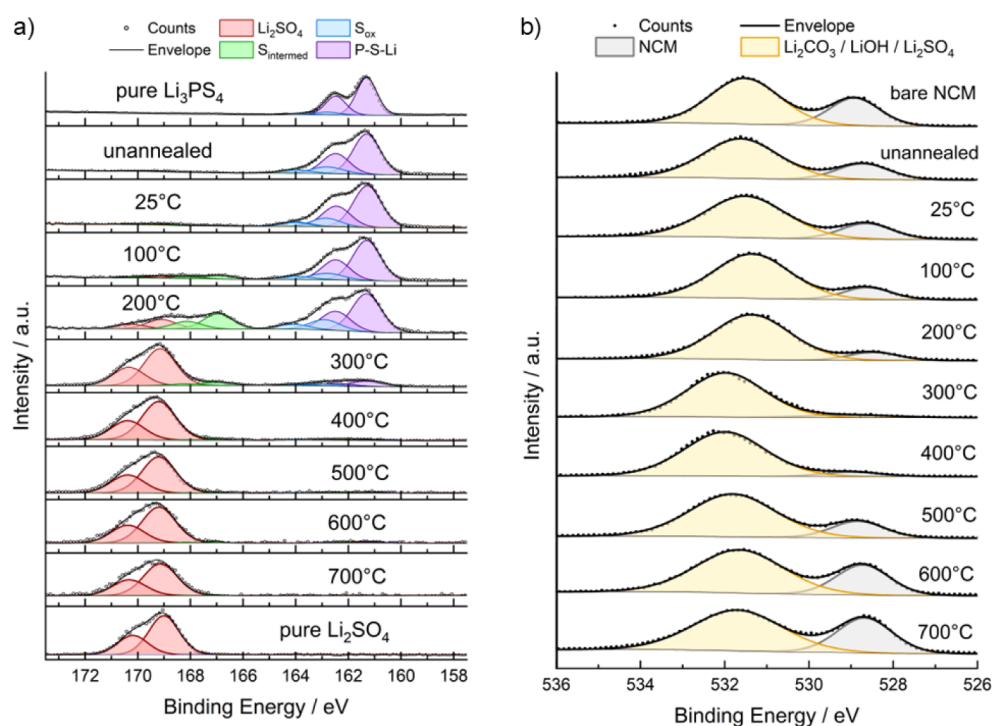 a)
Counts Li₂SO₄ Sₒₓ
Envelope S_intermed P-S-Li
pure Li₃PS₄
unannealed
25°C
100°C
200°C
300°C
400°C
500°C
600°C
700°C
pure Li₂SO₄
Intensity / a.u.
172 170 168 166 164 162 160 158
Binding Energy / eV
b)
Counts Envelope
NCM Li₂CO₃ / LiOH / Li₂SO₄
bare NCM
unannealed
25°C
100°C
200°C
300°C
400°C
500°C
600°C
700°C
Intensity / a.u.
536 534 532 530 528 526
Binding Energy / eV